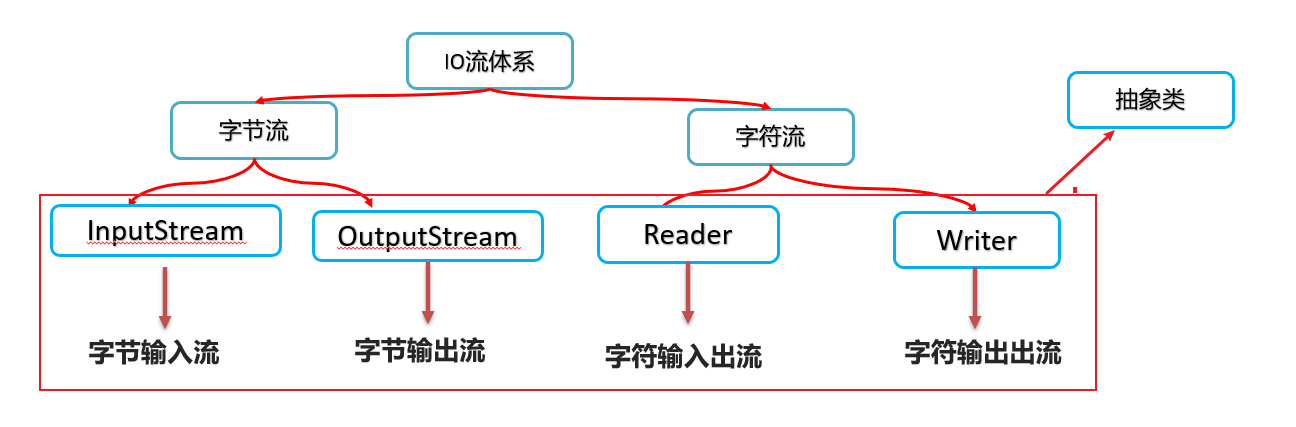 IO流体系
抽象类
字节流
字符流
InputStream
OutputStream
Reader
Writer
字节输入流
字节输出流
字符输入出流
字符输出出流